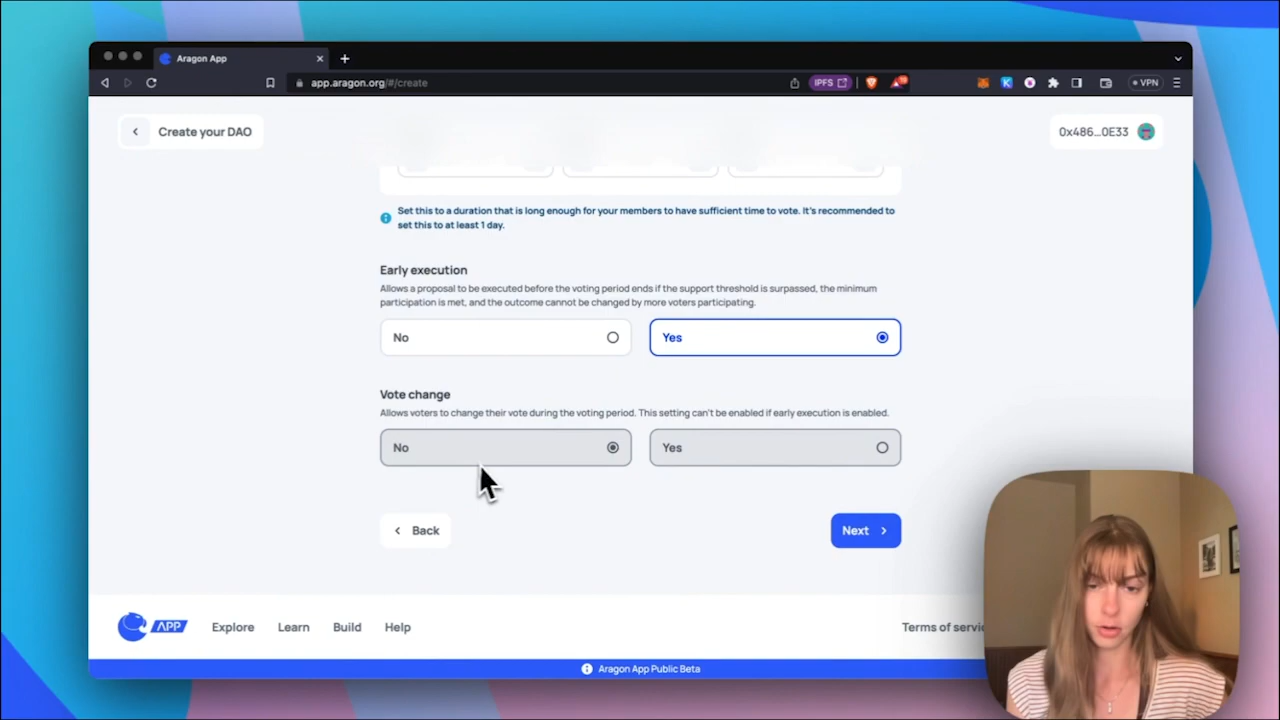 Aragon App
app.aragon.org/#/create
IPFS
VPN
Create your DAO
0x486...0E33
Set this to a duration that is long enough for your members to have sufficient time to vote. It's recommended to
set this to at least 1 day.
Early execution
Allows a proposal to be executed before the voting period ends if the support threshold is surpassed, the minimum
participation is met, and the outcome cannot be changed by more voters participating.
No
Yes
Vote change
Allows voters to change their vote during the voting period. This setting can't be enabled if early execution is enabled.
No
Yes
Back
Next
APP
Explore
Learn
Build
Help
Terms of servic
Aragon App Public Beta